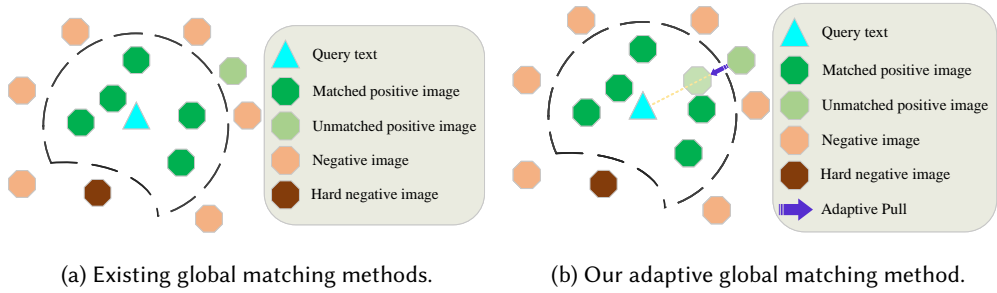 Query text
Matched positive image
Unmatched positive image
Negative image
Hard negative image
Query text
Matched positive image
Unmatched positive image
Negative image
Hard negative image
Adaptive Pull
(a) Existing global matching methods.
(b) Our adaptive global matching method.